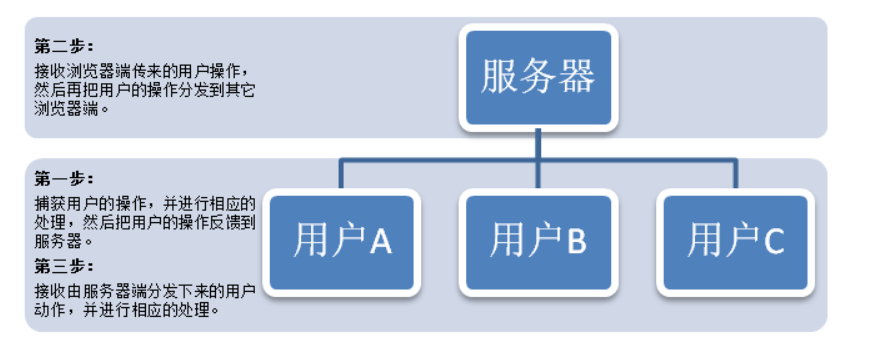 第二步：
接收浏览器端传来的用户操作，
然后再把用户的操作分发到其它
浏览器端。
服务器
第一步：
捕获用户的操作，并进行相应的
处理，然后把用户的操作反馈到
服务器。
第三步：
接收由服务器端分发下来的用户
动作，并进行相应的处理。
用户A
用户B
用户C